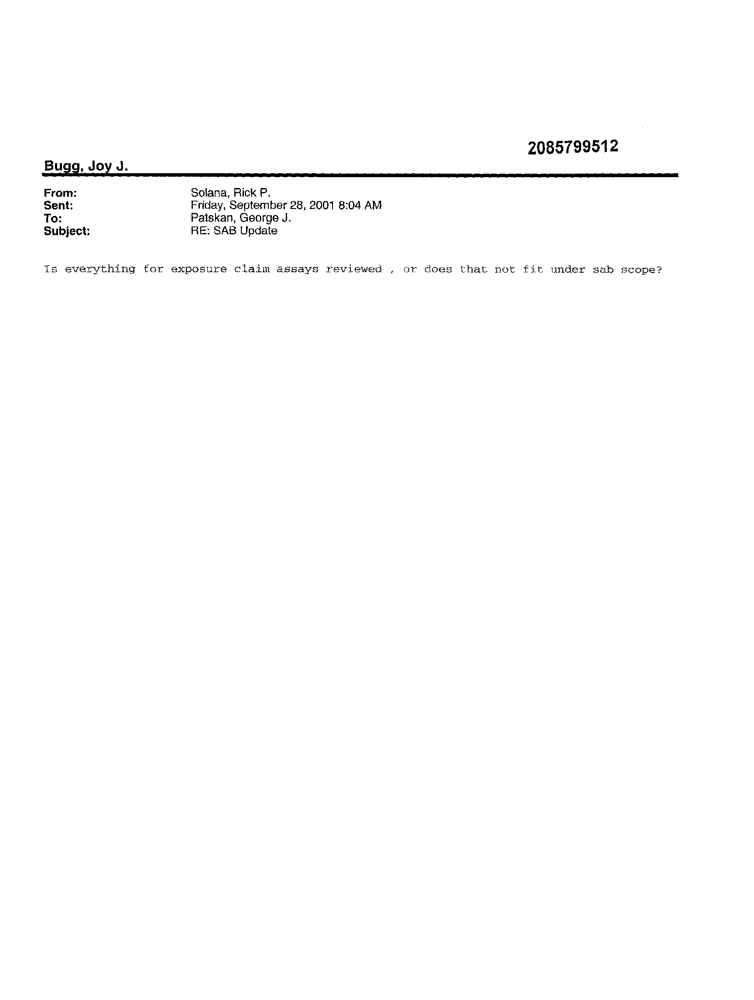 2085799512
Bugg, Joy J.
From: Solana, Rick P.
Sent: Friday, September 28, 2001 8:04 AM
To: Patskan, George J.
Subject: RE: SAB Update
Is everything for exposure claim assays reviewed , or does that not fit under sab scope?